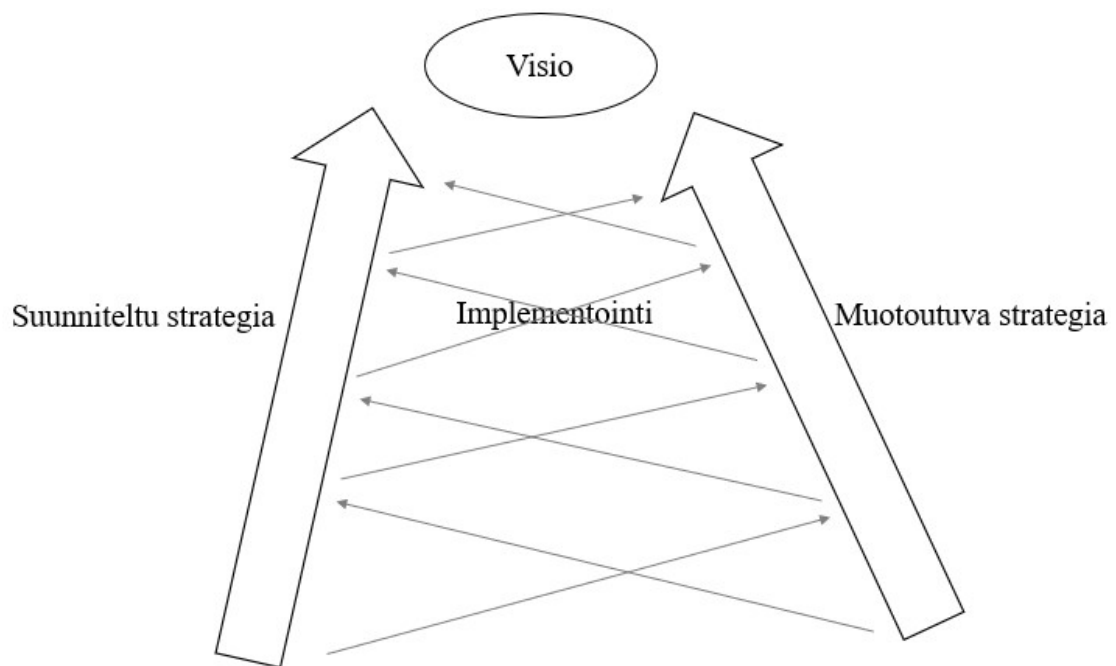 Visio
Suunniteltu strategia
Implementointi
Muotoutuva strategia